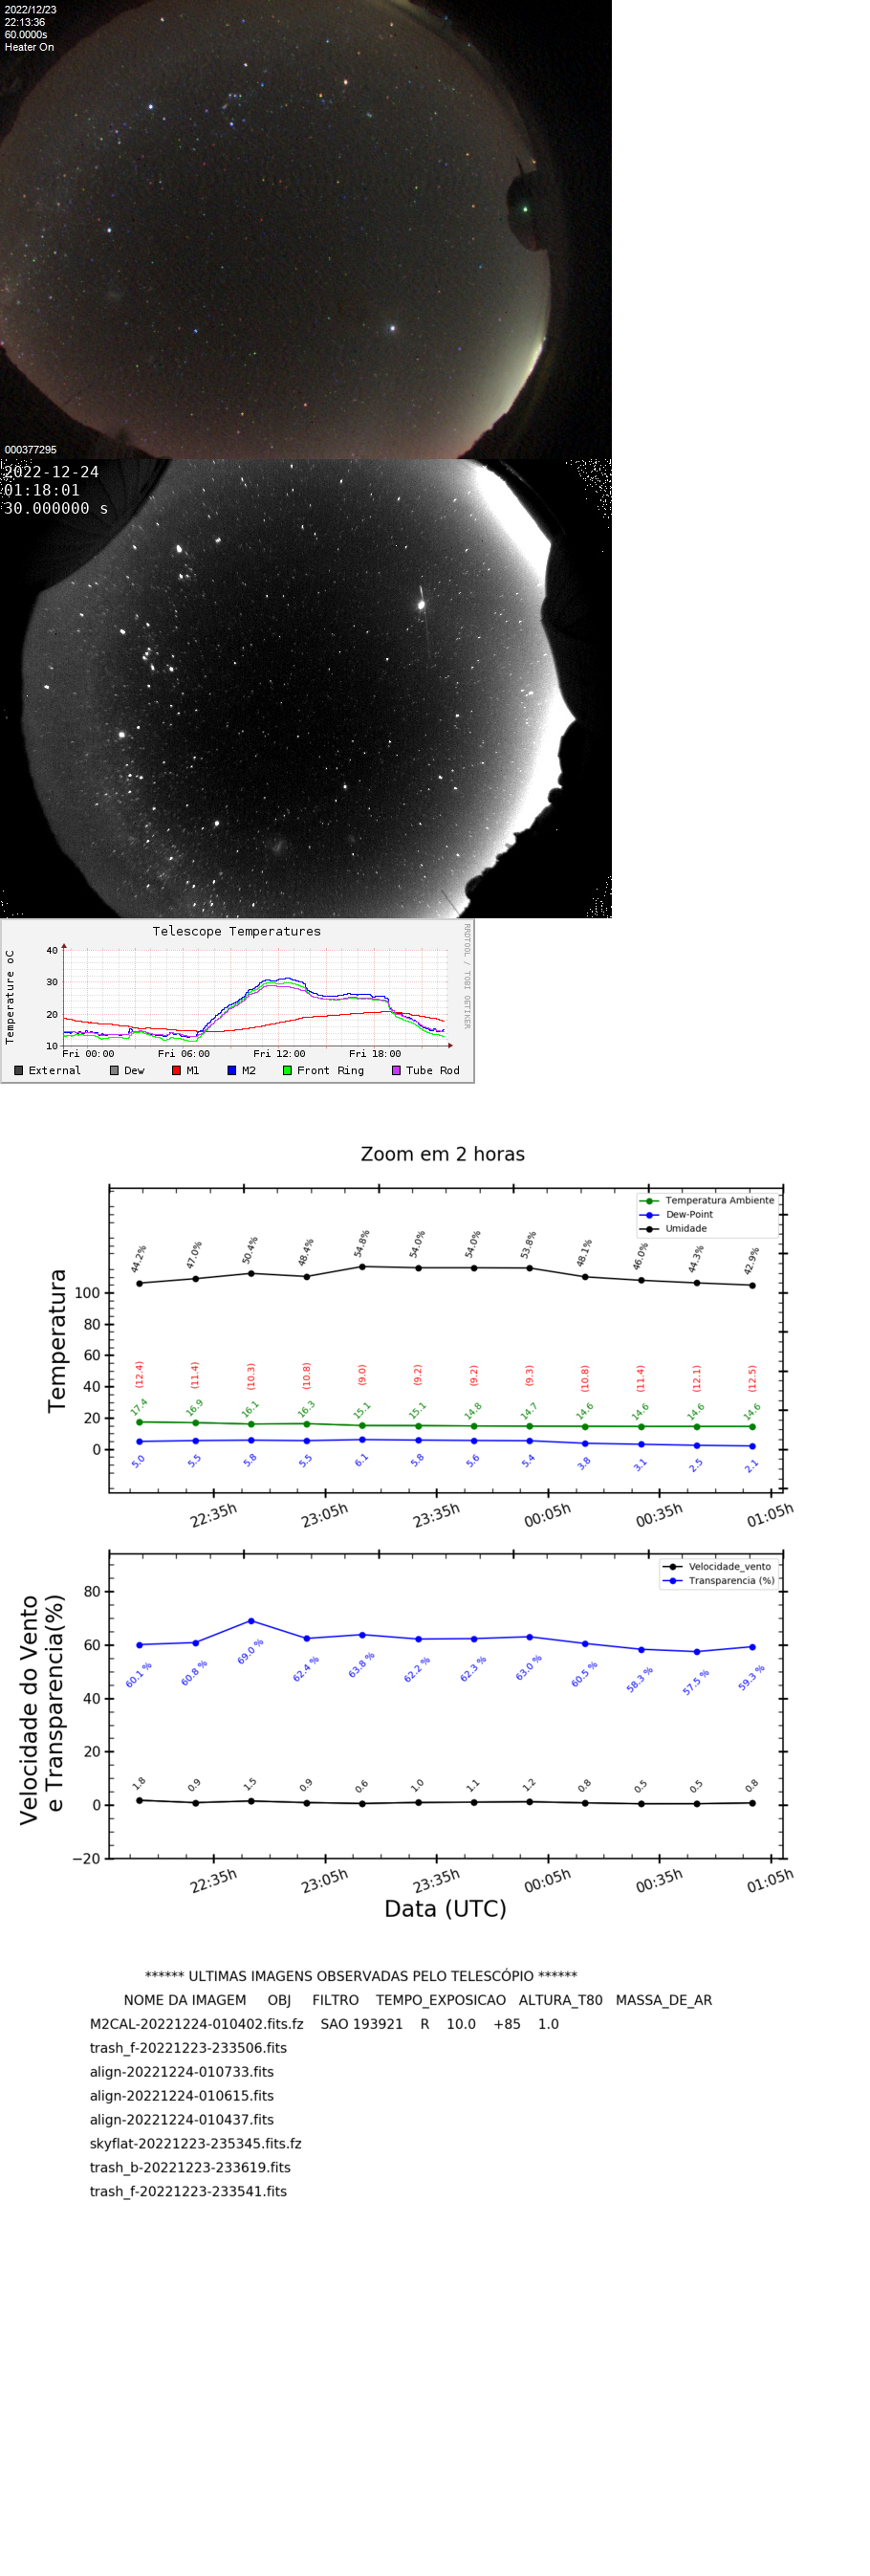 2022/12/23
22:13:36
60.0000s
Heater On
000377295
2022-12-24
01:18:01
30.000000 s
Telescope Temperatures
Temperature oC
RRDTOOL / TOBI OETIKER
40
30
20
10
Fri 00:00 Fri 06:00 Fri 12:00 Fri 18:00
External Dew M1 M2 Front Ring Tube Rod
Zoom em 2 horas
Temperatura Ambiente
Dew-Point
Umidade
Temperatura
100
80
60
40
20
0
44.2% 47.0% 50.4% 48.4% 54.8% 54.0% 54.0% 53.8% 48.1% 46.0% 44.3% 42.9%
(12.4) (11.4) (10.3) (10.8) (9.0) (9.2) (9.2) (9.3) (10.8) (11.4) (12.1) (12.5)
17.4 16.9 16.1 16.3 15.1 15.1 14.8 14.7 14.6 14.6 14.6 14.6
5.0 5.5 5.8 5.5 6.1 5.8 5.6 5.4 3.8 3.1 2.5 2.1
22:35h 23:05h 23:35h 00:05h 00:35h 01:05h
Velocidade_vento
Transparencia (%)
Velocidade do Vento
e Transparencia(%)
80
60
40
20
0
−20
60.1 % 60.8 % 69.0 % 62.4 % 63.8 % 62.2 % 62.3 % 63.0 % 60.5 % 58.3 % 57.5 % 59.3 %
1.8 0.9 1.5 0.9 0.6 1.0 1.1 1.2 0.8 0.5 0.5 0.8
22:35h 23:05h 23:35h 00:05h 00:35h 01:05h
Data (UTC)
****** ULTIMAS IMAGENS OBSERVADAS PELO TELESCÓPIO ******
NOME DA IMAGEM OBJ FILTRO TEMPO_EXPOSICAO ALTURA_T80 MASSA_DE_AR
M2CAL-20221224-010402.fits.fz SAO 193921 R 10.0 +85 1.0
trash_f-20221223-233506.fits
align-20221224-010733.fits
align-20221224-010615.fits
align-20221224-010437.fits
skyflat-20221223-235345.fits.fz
trash_b-20221223-233619.fits
trash_f-20221223-233541.fits